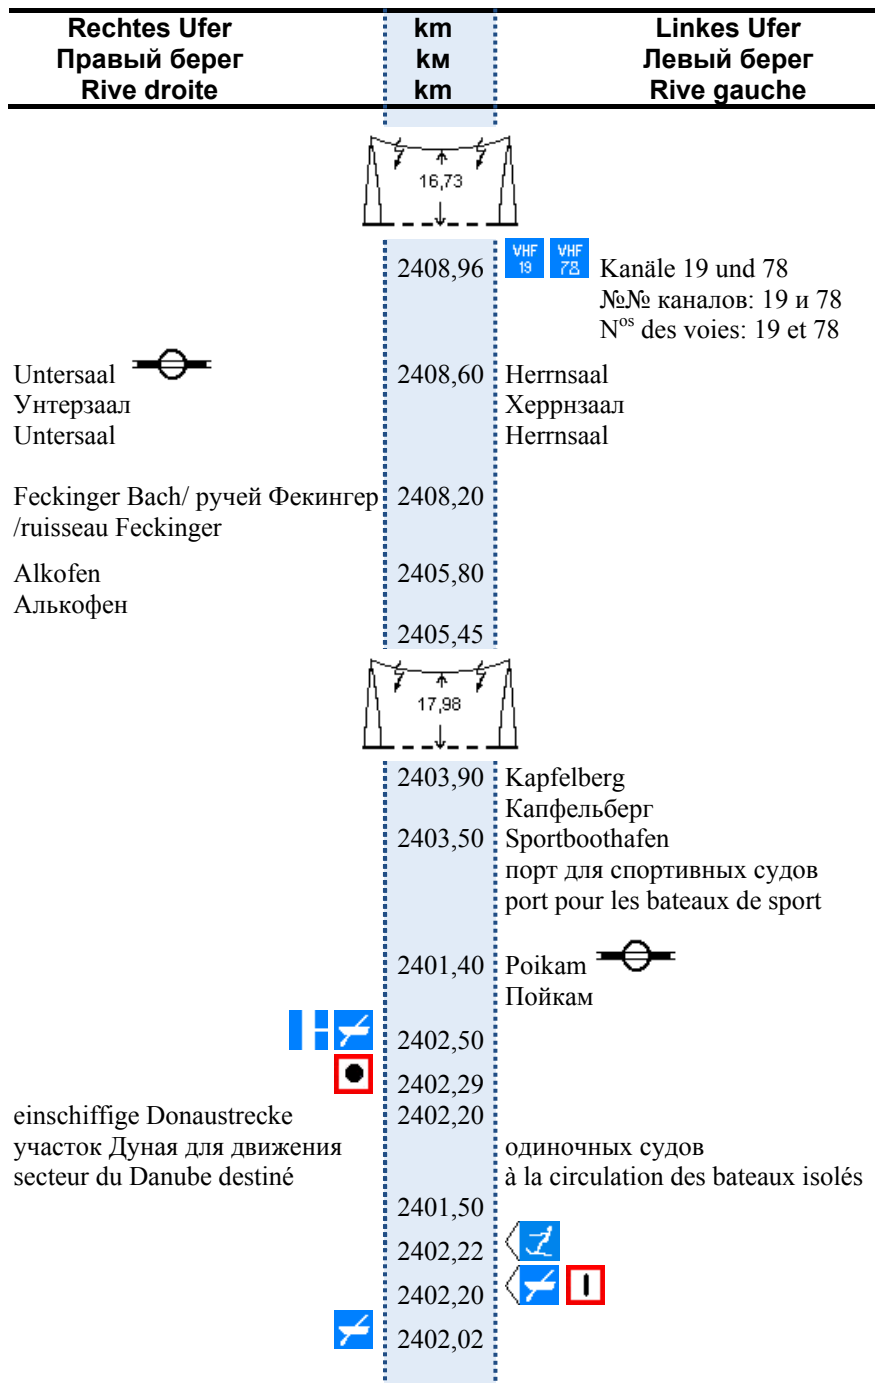 Rechtes Ufer km Linkes Ufer
Правый берег км Левый берег
Rive droite km Rive gauche
16,73
2408,96 VHF 19 VHF 78 Kanäle 19 und 78
№№ каналов: 19 и 78
Nos des voies: 19 et 78
Untersaal 2408,60 Herrnsaal
Унтерзаал Херрнзаал
Untersaal Herrnsaal
Feckinger Bach/ ручей Фекингер 2408,20
/ruisseau Feckinger
Alkofen 2405,80
Алькофен
2405,45
17,98
2403,90 Kapfelberg
Капфельберг
2403,50 Sportboothafen
порт для спортивных судов
port pour les bateaux de sport
2401,40 Poikam
Пойкам
2402,50
2402,29
einschiffige Donaustrecke 2402,20
участок Дуная для движения одиночных судов
secteur du Danube destiné à la circulation des bateaux isolés
2401,50
2402,22
2402,20
2402,02